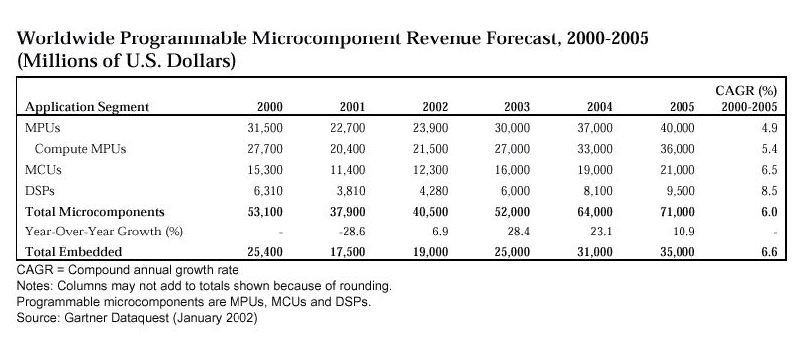 Worldwide Programmable Microcomponent Revenue Forecast, 2000-2005
(Millions of U.S. Dollars)
CAGR (%)
Application Segment 2000 2001 2002 2003 2004 2005 2000-2005
MPUs 31,500 22,700 23,900 30,000 37,000 40,000 4.9
Compute MPUs 27,700 20,400 21,500 27,000 33,000 36,000 5.4
MCUs 15,300 11,400 12,300 16,000 19,000 21,000 6.5
DSPs 6,310 3,810 4,280 6,000 8,100 9,500 8.5
Total Microcomponents 53,100 37,900 40,500 52,000 64,000 71,000 6.0
Year-Over-Year Growth (%) - -28.6 6.9 28.4 23.1 10.9 -
Total Embedded 25,400 17,500 19,000 25,000 31,000 35,000 6.6
CAGR = Compound annual growth rate
Notes: Columns may not add to totals shown because of rounding.
Programmable microcomponents are MPUs, MCUs and DSPs.
Source: Gartner Dataquest (January 2002)